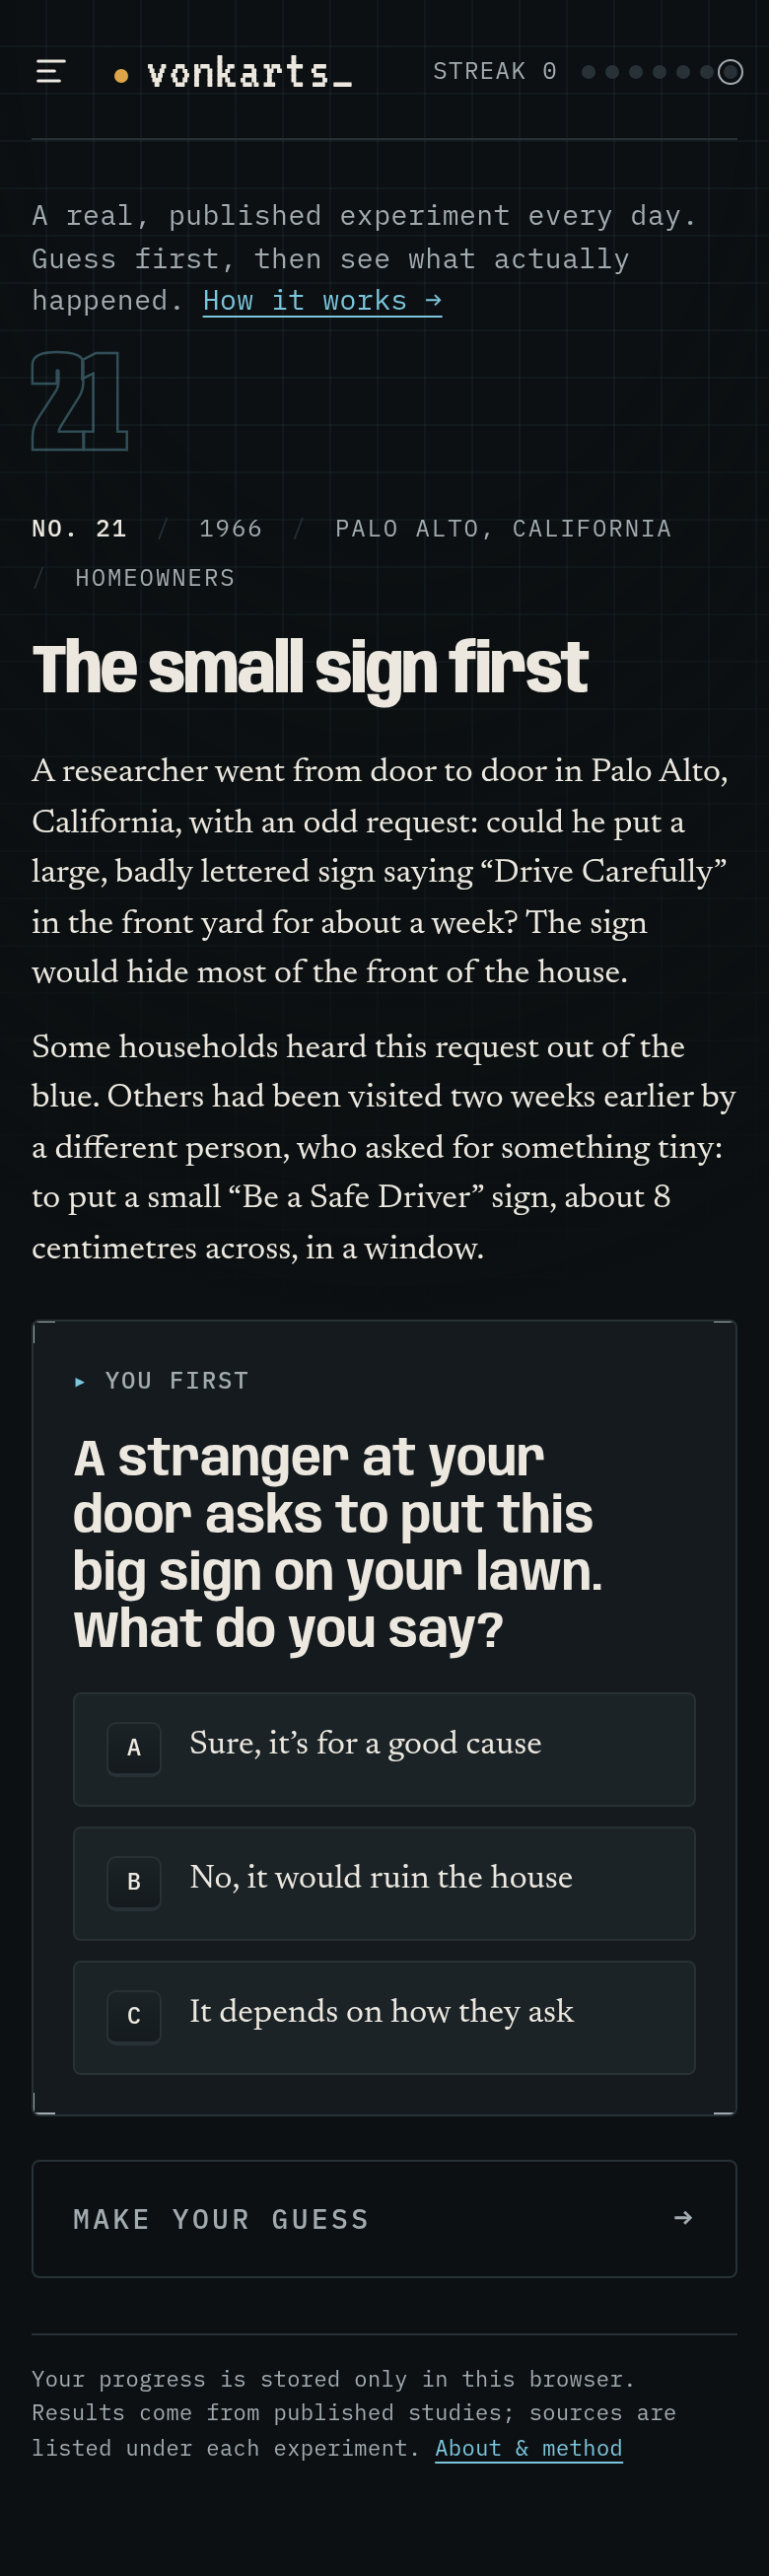 vonkarts_ STREAK 0
A real, published experiment every day.
Guess first, then see what actually
happened. How it works →
21
NO. 21 / 1966 / PALO ALTO, CALIFORNIA
/ HOMEOWNERS
The small sign first
A researcher went from door to door in Palo Alto,
California, with an odd request: could he put a
large, badly lettered sign saying “Drive Carefully”
in the front yard for about a week? The sign
would hide most of the front of the house.
Some households heard this request out of the
blue. Others had been visited two weeks earlier by
a different person, who asked for something tiny:
to put a small “Be a Safe Driver” sign, about 8
centimetres across, in a window.
▸ YOU FIRST
A stranger at your
door asks to put this
big sign on your lawn.
What do you say?
A Sure, it’s for a good cause
B No, it would ruin the house
C It depends on how they ask
MAKE YOUR GUESS →
Your progress is stored only in this browser.
Results come from published studies; sources are
listed under each experiment. About & method